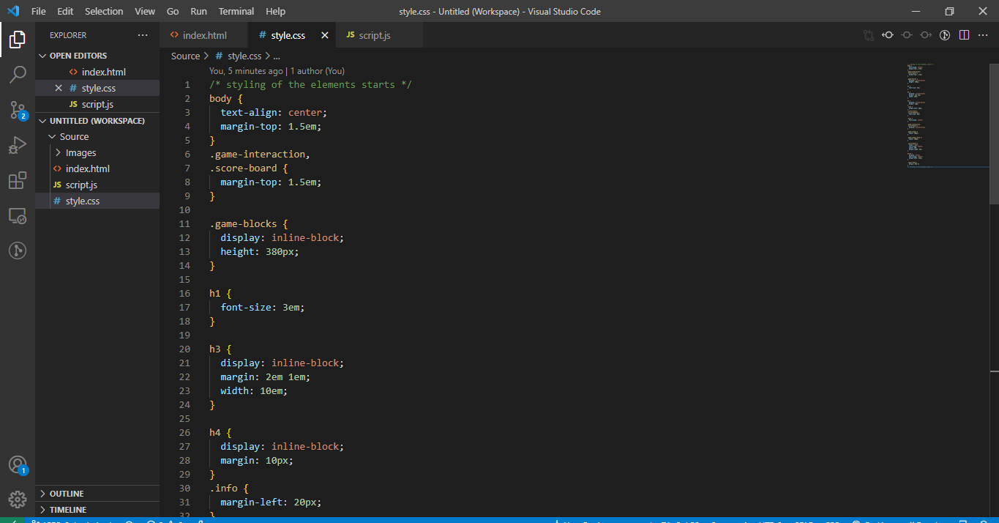 File Edit Selection View Go Run Terminal Help
style.css - Untitled (Workspace) - Visual Studio Code
EXPLORER
OPEN EDITORS
index.html
# style.css
JS script.js
UNTITLED (WORKSPACE)
Source
Images
index.html
JS script.js
# style.css
OUTLINE
TIMELINE
2
1
index.html
# style.css
JS script.js
Source > # style.css > ...
You, 5 minutes ago | 1 author (You)
1 /* styling of the elements starts */
2 body {
3 text-align: center;
4 margin-top: 1.5em;
5 }
6 .game-interaction,
7 .score-board {
8 margin-top: 1.5em;
9 }
10
11 .game-blocks {
12 display: inline-block;
13 height: 380px;
14 }
15
16 h1 {
17 font-size: 3em;
18 }
19
20 h3 {
21 display: inline-block;
22 margin: 2em 1em;
23 width: 10em;
24 }
25
26 h4 {
27 display: inline-block;
28 margin: 10px;
29 }
30 .info {
31 margin-left: 20px;
32 }